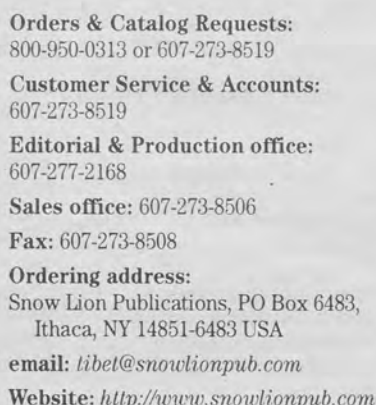 Orders & Catalog Requests:
800-950-0313 or 607-273-8519
Customer Service & Accounts:
607-273-8519
Editorial & Production office:
607-277-2168
Sales office: 607-273-8506
Fax: 607-273-8508
Ordering address:
Snow Lion Publications, PO Box 6483,
Ithaca, NY 14851-6483 USA
email: tibet@snowlionpub.com
Website: http://www.snowlionpub.com